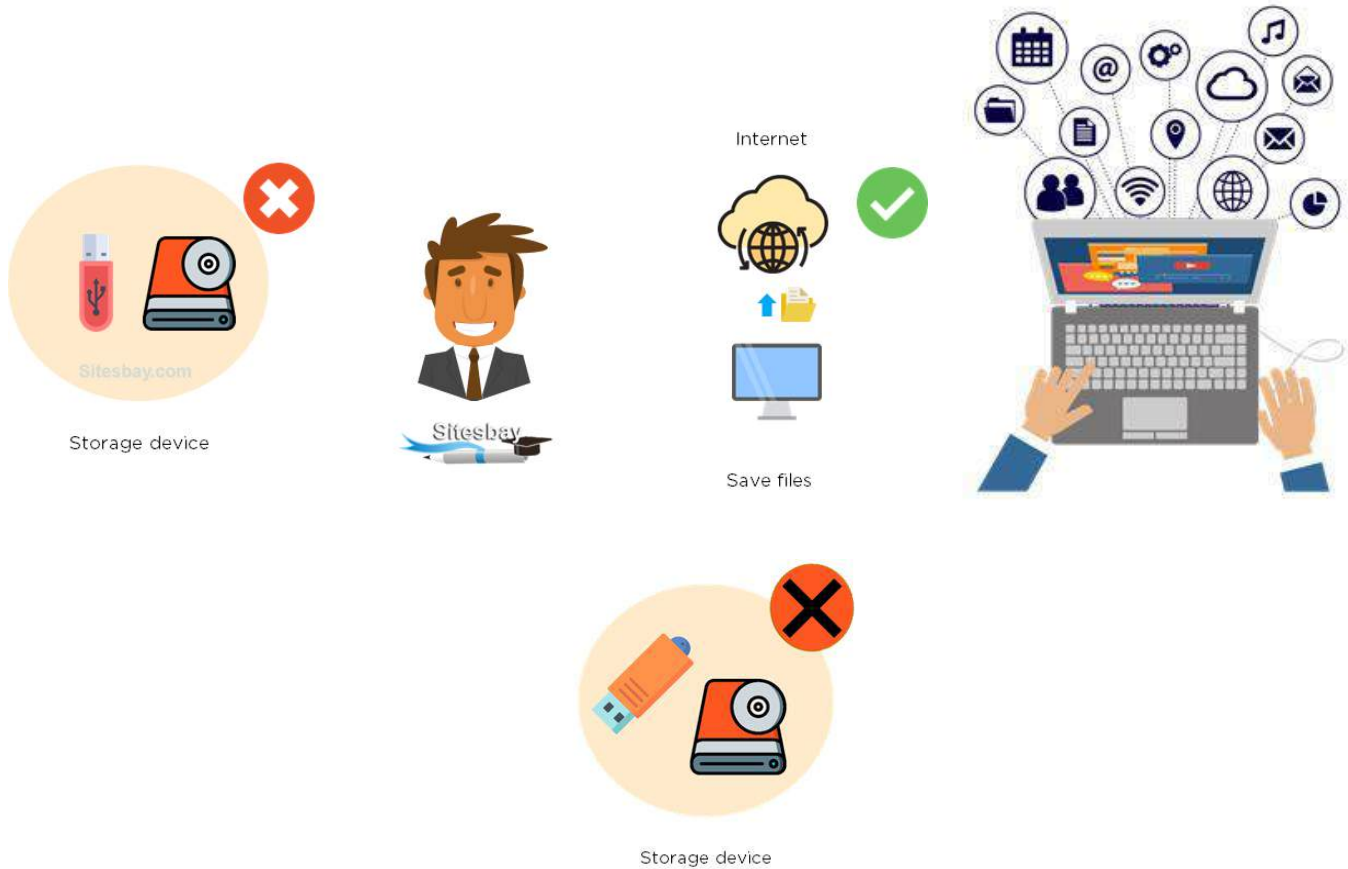 Internet
Sitesbay.com
Storage device
Sitesbay
Save files
Storage device